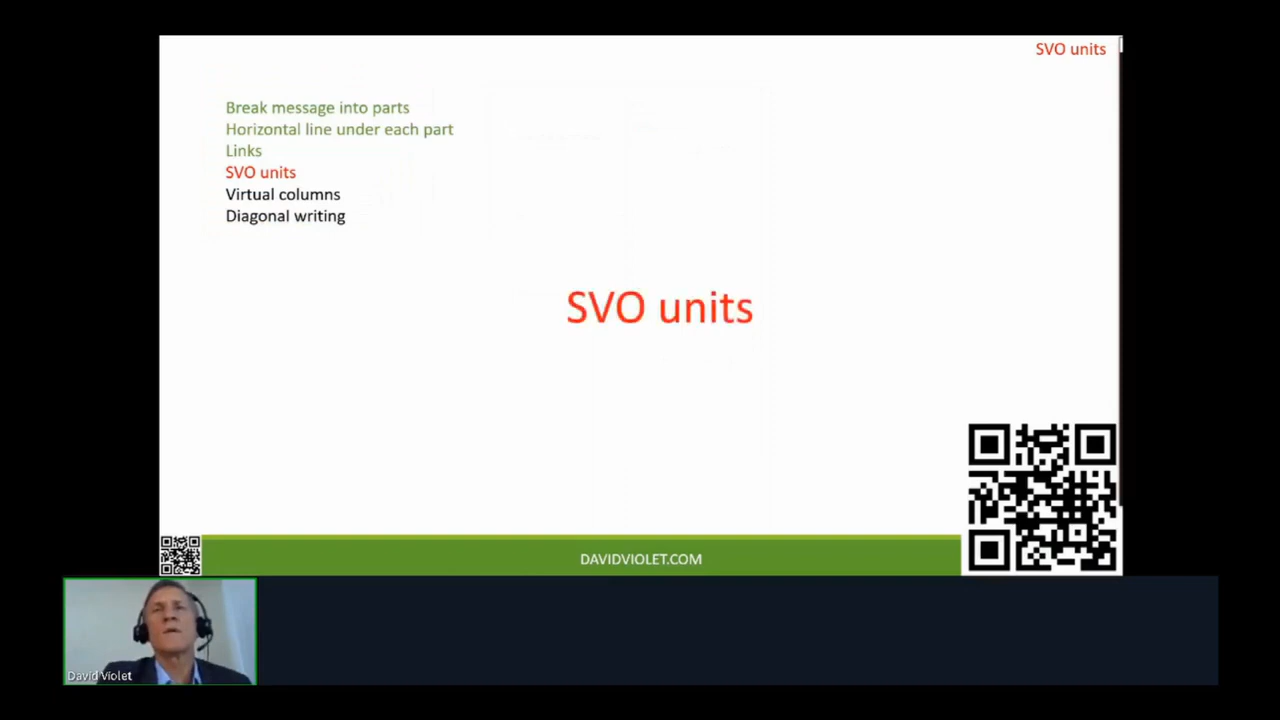 SVO units
Break message into parts
Horizontal line under each part
Links
SVO units
Virtual columns
Diagonal writing
SVO units
DAVIDVIOLET.COM
David Violet